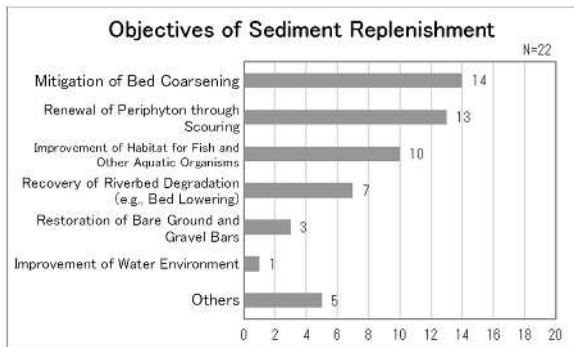 Objectives of Sediment Replenishment
N=22
Mitigation of Bed Coarsening
14
Renewal of Periphyton through
Scouring
13
Improvement of Habitat for Fish and
Other Aquatic Organisms
10
Recovery of Riverbed Degradation
(e.g., Bed Lowering)
7
Restoration of Bare Ground and
Gravel Bars
3
Improvement of Water Environment
1
Others
5
0 2 4 6 8 10 12 14 16 18 20